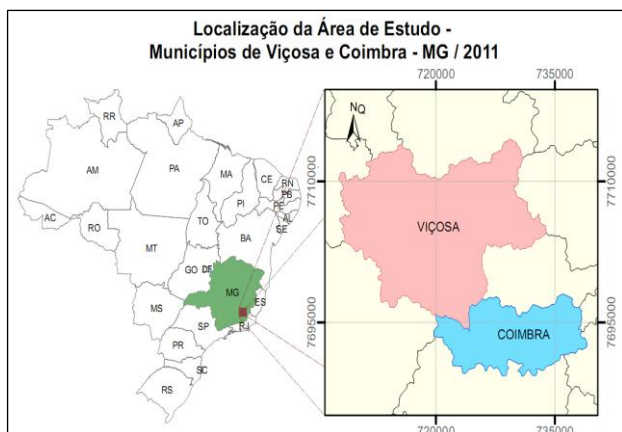 Localização da Área de Estudo -
Municípios de Viçosa e Coimbra - MG / 2011
720000 735000
NQ
RR
AP
AM
PA
MA
CE
RN
PB
PE
AL
SE
PI
AC
RO
TO
BA
MT
GO
DF
MG
ES
MS
SP
RJ
PR
SC
RS
7710000
7710000
VIÇOSA
7695000
7695000
COIMBRA
720000 735000